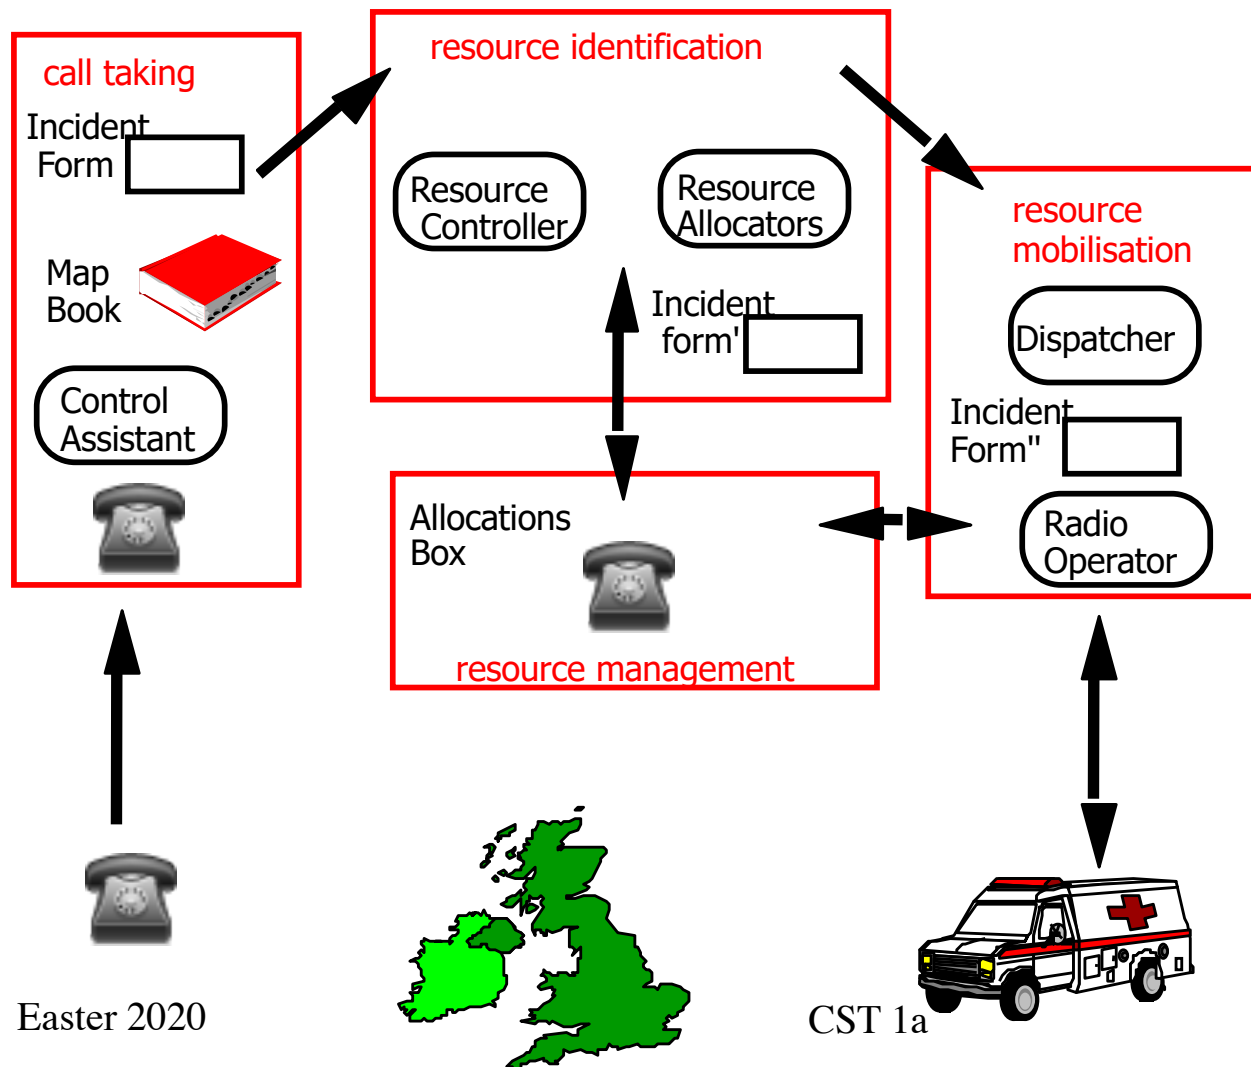 call taking
Incident
Form
Map
Book
Control
Assistant
resource identification
Resource
Controller
Resource
Allocators
Incident
form'
Allocations
Box
resource management
resource
mobilisation
Dispatcher
Incident
Form"
Radio
Operator
Easter 2020
CST 1a